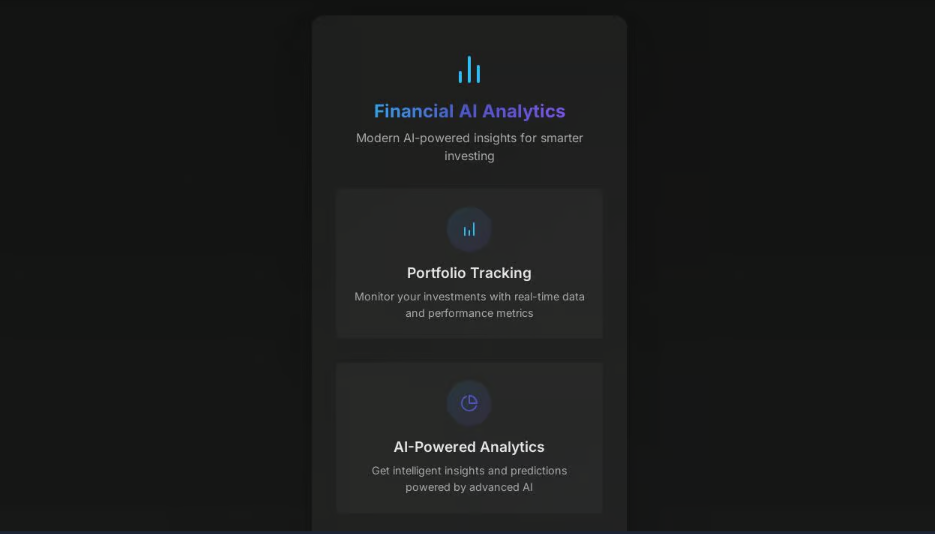 Financial AI Analytics
Modern AI-powered insights for smarter
investing
Portfolio Tracking
Monitor your investments with real-time data
and performance metrics
AI-Powered Analytics
Get intelligent insights and predictions
powered by advanced AI